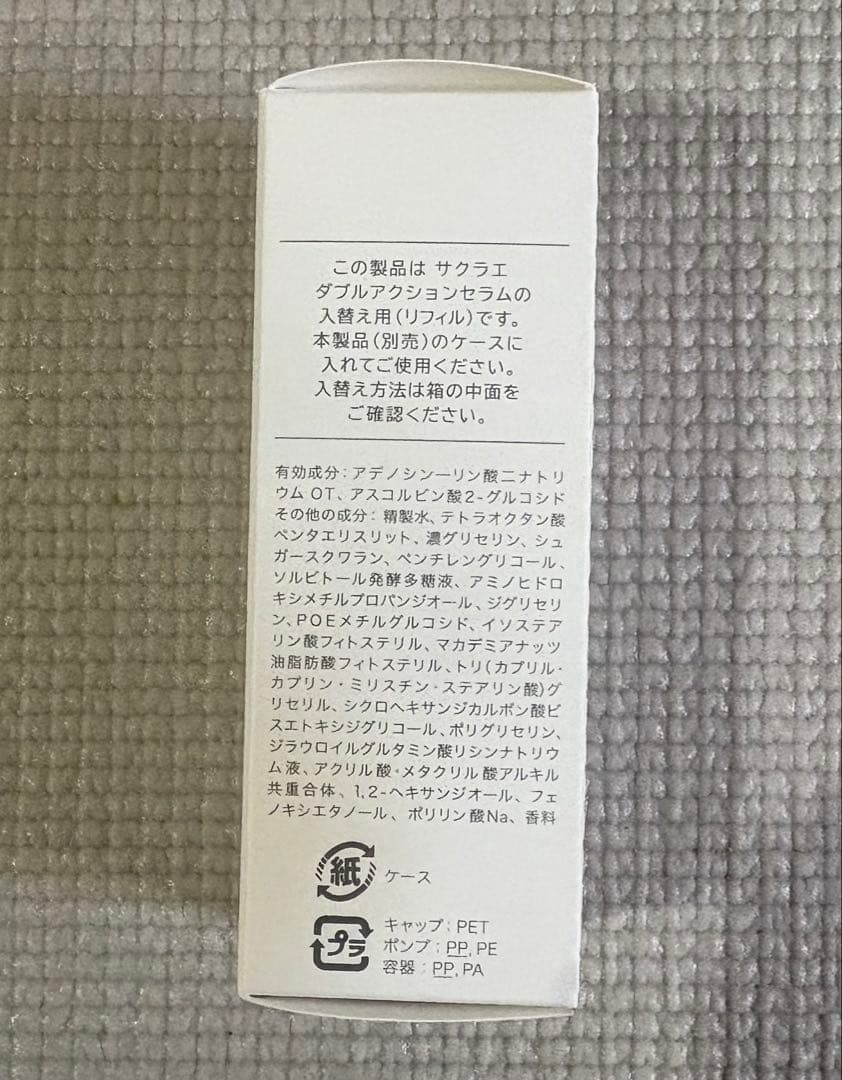 この製品は サクラエ
ダブルアクションセラムの
入替え用(リフィル)です。
本製品(別売)のケースに
入れてご使用ください。
入替え方法は箱の中面を
ご確認ください。
有効成分:アデノシン一リン酸二ナトリ
ウム OT、アスコルビン酸2-グルコシド
その他の成分:精製水、テトラオクタン酸
ペンタエリスリット、濃グリセリン、シュ
ガースクワラン、ペンチレングリコール、
ソルビトール発酵多糖液、アミノヒドロ
キシメチルプロパンジオール、ジグリセリ
ン、POEメチルグルコシド、イソステア
リン酸フィトステリル、マカデミアナッツ
油脂肪酸フィトステリル、トリ(カプリル・
カプリン・ミリスチン・ステアリン酸)グ
リセリル、シクロヘキサンジカルボン酸ビ
スエトキシジグリコール、ポリグリセリン、
ジラウロイルグルタミン酸リシンナトリウ
ム液、アクリル酸・メタクリル酸アルキル
共重合体、1,2-ヘキサンジオール、フェ
ノキシエタノール、ポリリン酸Na、香料
紙 ケース
プラ キャップ:PET
ポンプ:PP,PE
容器:PP,PA